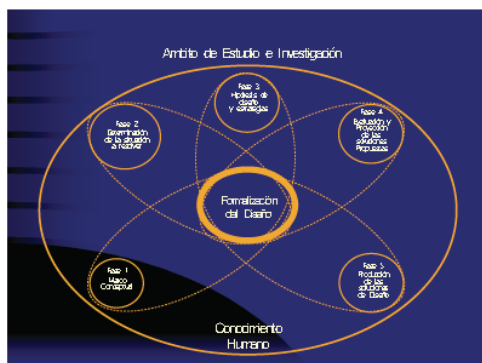 Ambito de Estudio e Investigación
Fase 3
Hipótesis de
diseño
y estrategias
Fase 2
Determinación
de la situación
a resolver
Fase 4
Evaluación y
Proyección
de las
soluciones
Propuestas
Formalización
del Diseño
Fase 1
Marco
Conceptual
Fase 5
Producción
de las
soluciones
de Diseño
Conocimiento
Humano